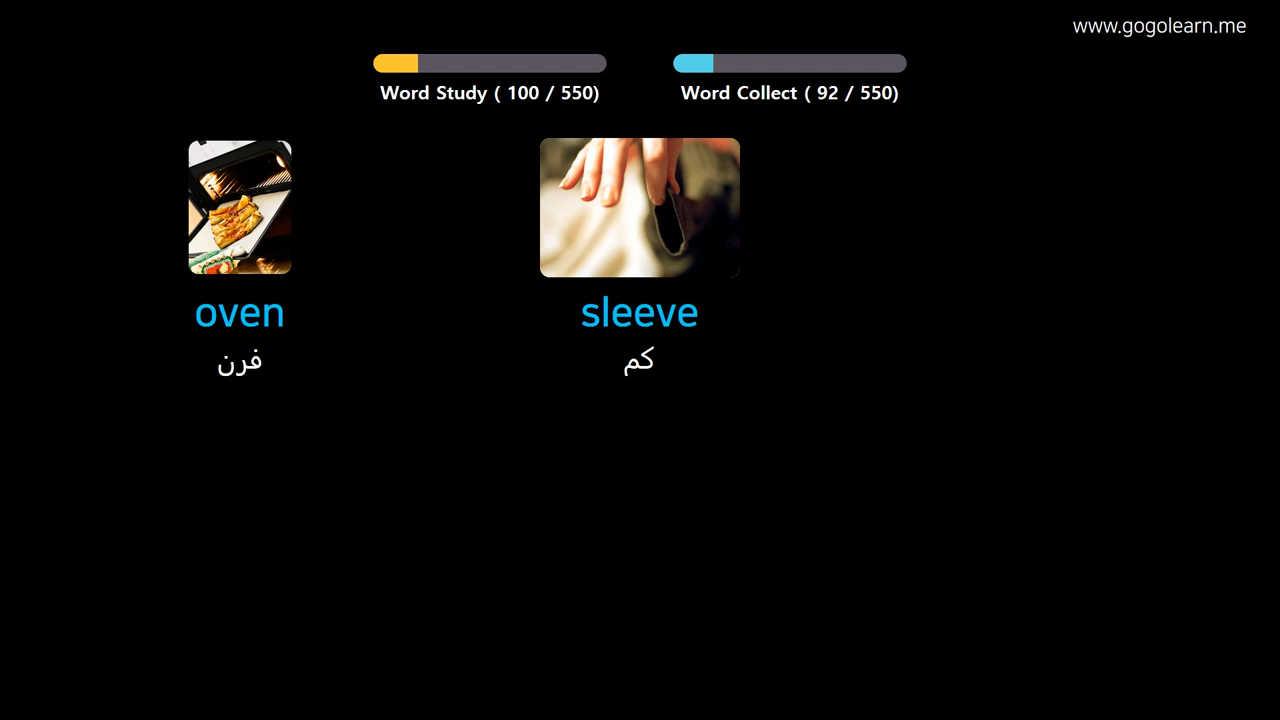 www.gogolearn.me
Word Study ( 100 / 550)
Word Collect ( 92 / 550)
oven
فرن
sleeve
كم